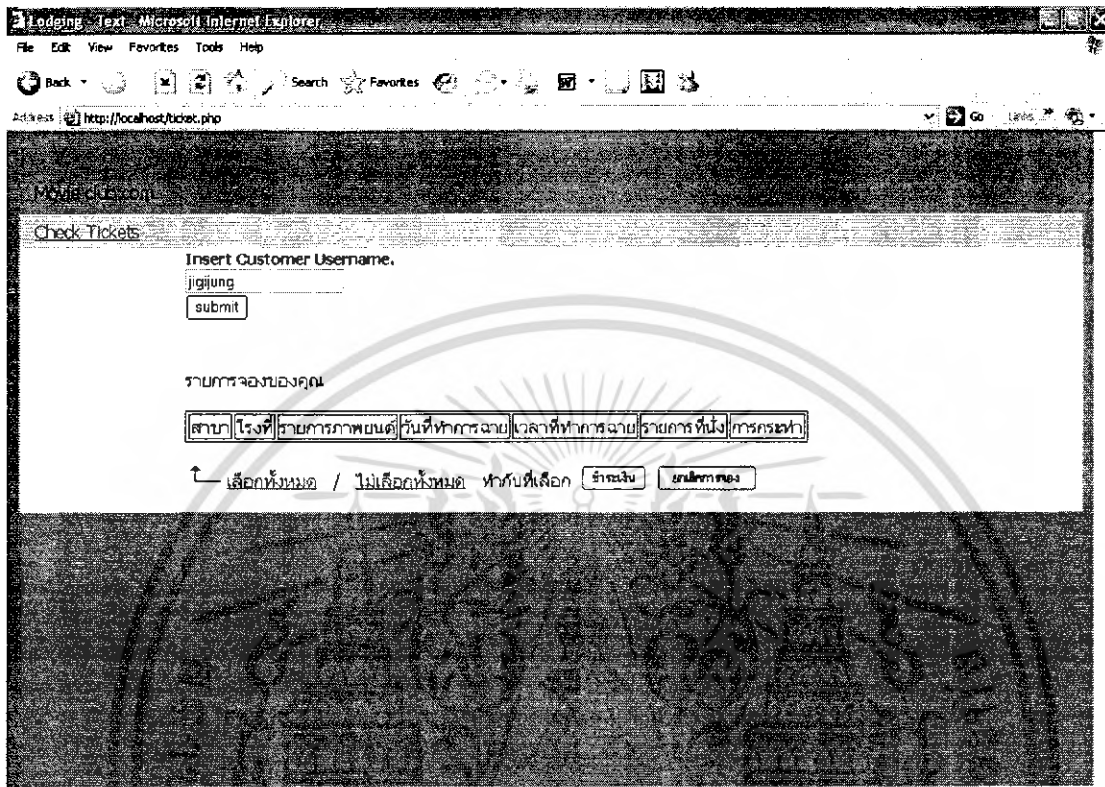 Lodging - Text - Microsoft Internet Explorer
File Edit View Favorites Tools Help
Back Search Favorites
Address http://localhost/ticket.php Go Links
Movie club.com
Check Tickets
Insert Customer Username.
jigijung
submit
รายการจองของคุณ
สาขา โรงที่ รายการภาพยนต์ วันที่ทำการฉาย เวลาที่ทำการฉาย รายการที่นั่ง การกระทำ
เลือกทั้งหมด / ไม่เลือกทั้งหมด ทำกับที่เลือก ชำระเงิน ยกเลิกการจอง